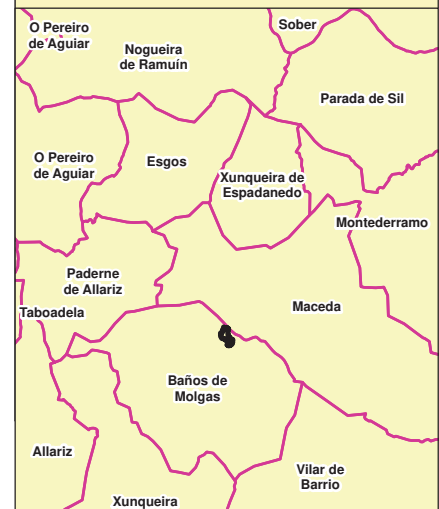 O Pereiro
de Aguiar
Sober
Nogueira
de Ramuín
Parada de Sil
O Pereiro
de Aguiar
Esgos
Xunqueira de
Espadanedo
Montederramo
Paderne
de Allariz
Maceda
Taboadela
Baños de
Molgas
Allariz
Vilar de
Barrio
Xunqueira